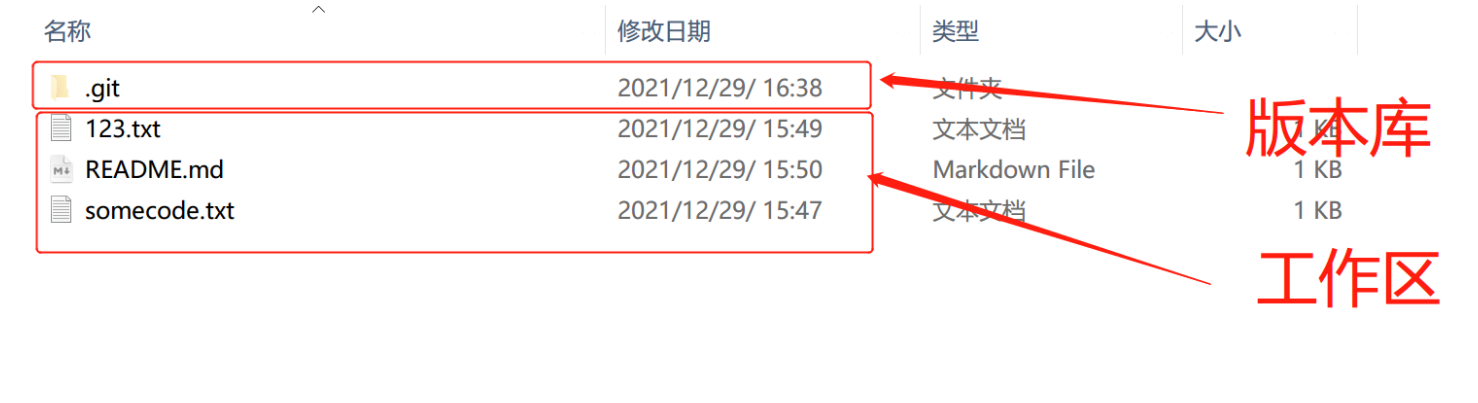 名称 修改日期 类型 大小
.git 2021/12/29/ 16:38 文件夹
123.txt 2021/12/29/ 15:49 文本文档 1 KB
版本库
README.md 2021/12/29/ 15:50 Markdown File 1 KB
somecode.txt 2021/12/29/ 15:47 文本文档 1 KB
工作区